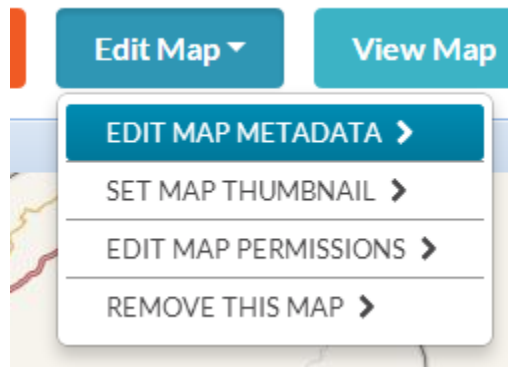 Edit Map View Map
EDIT MAP METADATA
SET MAP THUMBNAIL
EDIT MAP PERMISSIONS
REMOVE THIS MAP